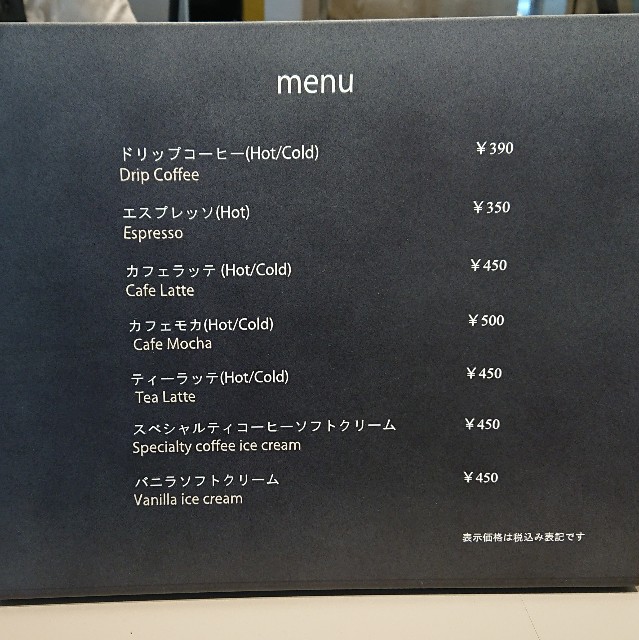 menu
ドリップコーヒー(Hot/Cold) ￥390
Drip Coffee
エスプレッソ(Hot) ￥350
Espresso
カフェラッテ (Hot/Cold) ￥450
Cafe Latte
カフェモカ(Hot/Cold) ￥500
Cafe Mocha
ティーラッテ(Hot/Cold) ￥450
Tea Latte
スペシャルティコーヒーソフトクリーム ￥450
Specialty coffee ice cream
バニラソフトクリーム ￥450
Vanilla ice cream
表示価格は税込み表記です